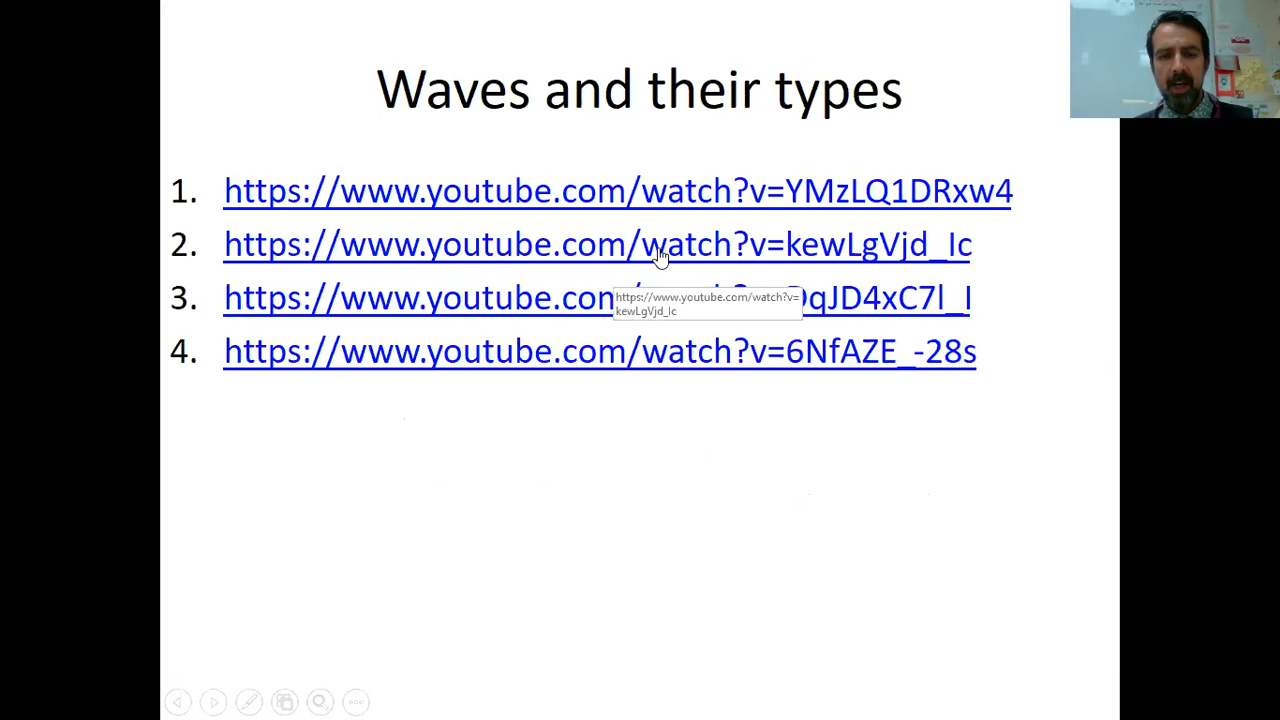 Waves and their types
1. https://www.youtube.com/watch?v=YMzLQ1DRxw4
2. https://www.youtube.com/watch?v=kewLgVjd_Ic
3. https://www.youtube.com/watch?v=DqJD4xC7l_I
https://www.youtube.com/watch?v=
kewLgVjd_Ic
4. https://www.youtube.com/watch?v=6NfAZE_-28s